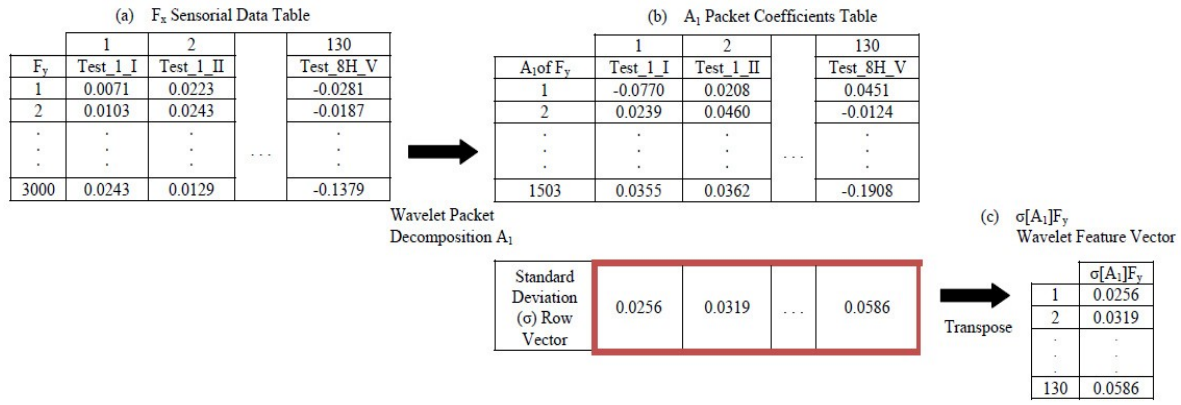 (a) Fx Sensorial Data Table
1 2 130
Fy Test_1_I Test_1_II Test_8H_V
1 0.0071 0.0223 -0.0281
2 0.0103 0.0243 -0.0187
. . .
. . . . . .
. . .
3000 0.0243 0.0129 -0.1379
Wavelet Packet
Decomposition A1
(b) A1 Packet Coefficients Table
1 2 130
A1of Fy Test_1_I Test_1_II Test_8H_V
1 -0.0770 0.0208 0.0451
2 0.0239 0.0460 -0.0124
. . .
. . . . . .
. . .
1503 0.0355 0.0362 -0.1908
Standard
Deviation
(σ) Row
Vector
0.0256 0.0319 . . . 0.0586
Transpose
(c) σ[A1]Fy
Wavelet Feature Vector
σ[A1]Fy
1 0.0256
2 0.0319
. .
. .
. .
130 0.0586